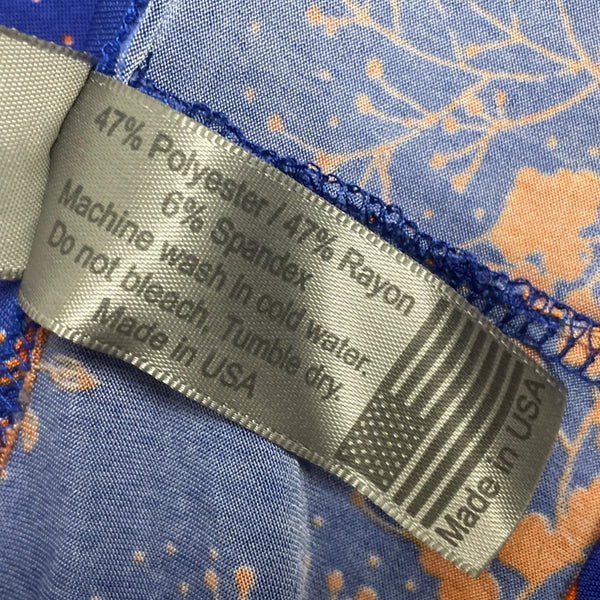 47% Polyester / 47% Rayon
6% Spandex
Machine wash in cold water.
Do not bleach. Tumble dry.
Made in USA
Made in USA